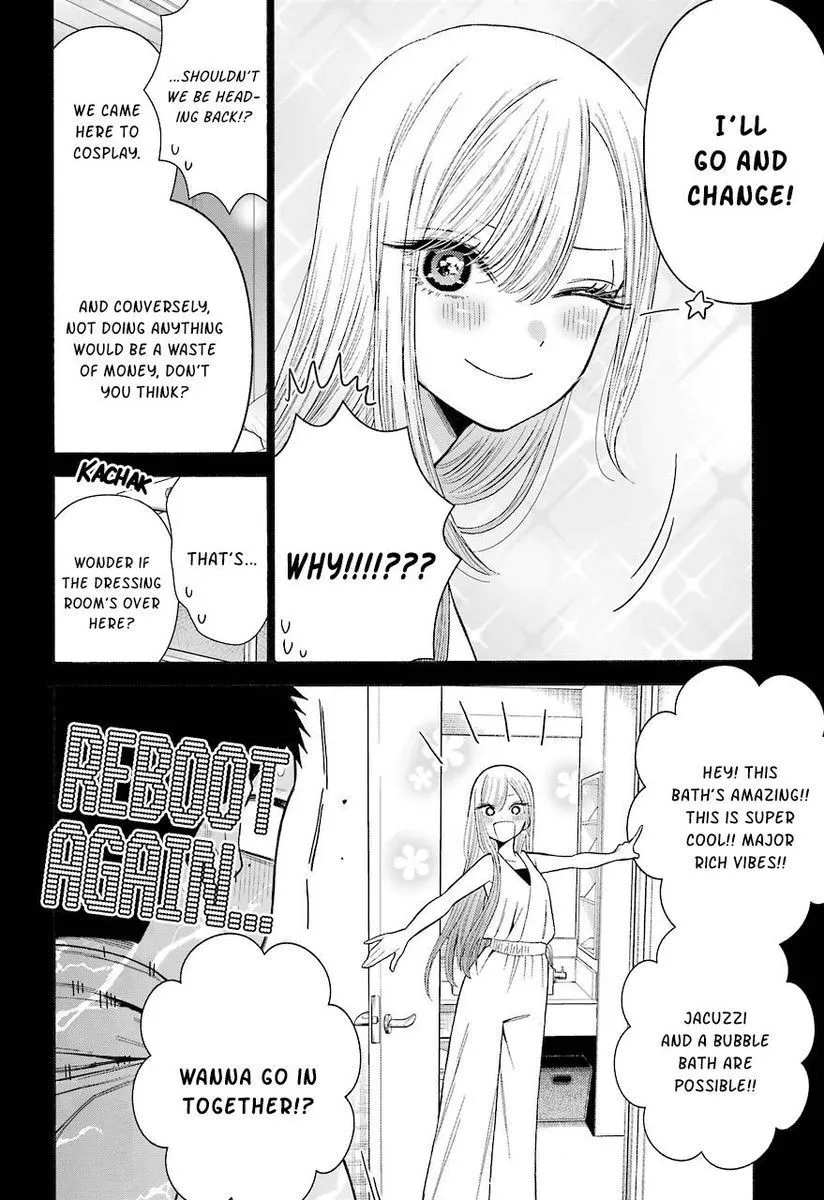 I'LL
GO AND
CHANGE!
WHY!!!!???
...SHOULDN'T
WE BE HEAD-
ING BACK!?
WE CAME
HERE TO
COSPLAY.
AND CONVERSELY,
NOT DOING ANYTHING
WOULD BE A WASTE
OF MONEY, DON'T
YOU THINK?
KACHAK
THAT'S...
WONDER IF
THE DRESSING
ROOM'S OVER
HERE?
HEY! THIS
BATH'S AMAZING!!
THIS IS SUPER
COOL!! MAJOR
RICH VIBES!!
JACUZZI
AND A BUBBLE
BATH ARE
POSSIBLE!!
WANNA GO IN
TOGETHER!?
REBOOT
AGAIN...